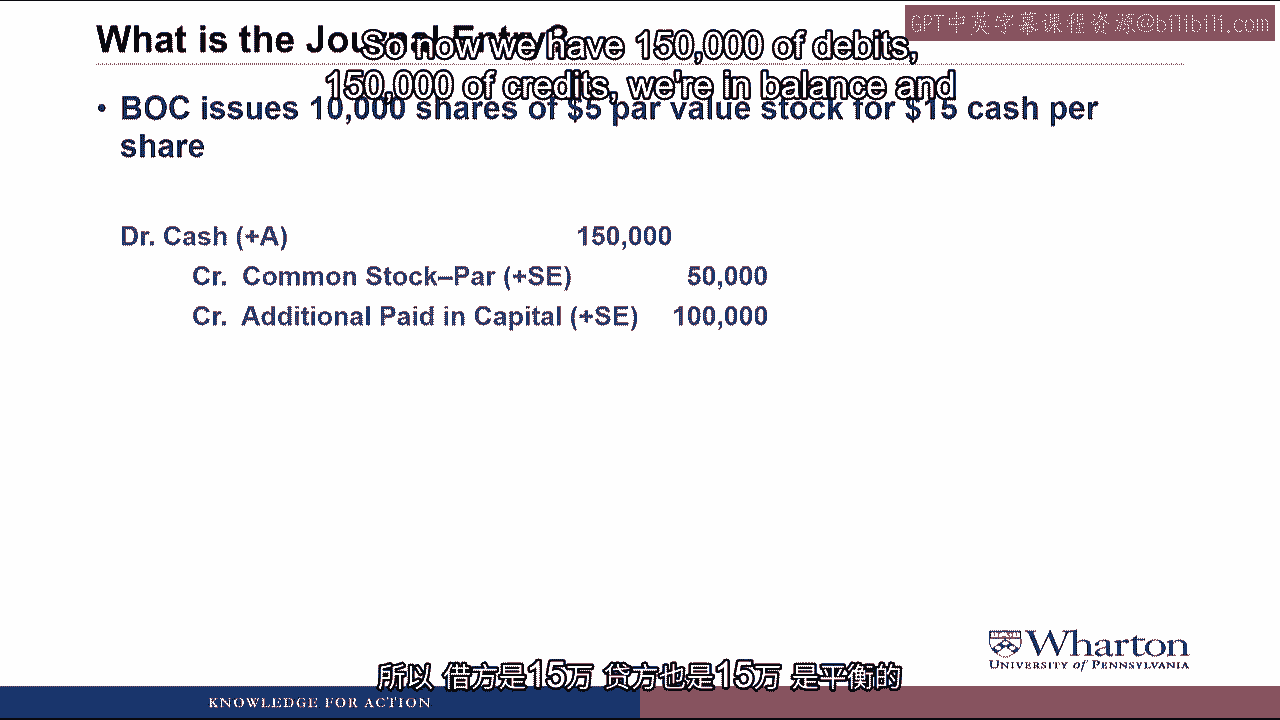 GPT中英字幕课程资源@bilibili.com
What is the Journal Entry?
So now we have 150,000 of debits,
150,000 of credits, we're in balance and
• BOC issues 10,000 shares of $5 par value stock for $15 cash per
share
Dr. Cash (+A) 150,000
Cr. Common Stock–Par (+SE) 50,000
Cr. Additional Paid in Capital (+SE) 100,000
Wharton
UNIVERSITY of PENNSYLVANIA
所以 借方是15万 贷方也是15万 是平衡的
KNOWLEDGE FOR ACTION